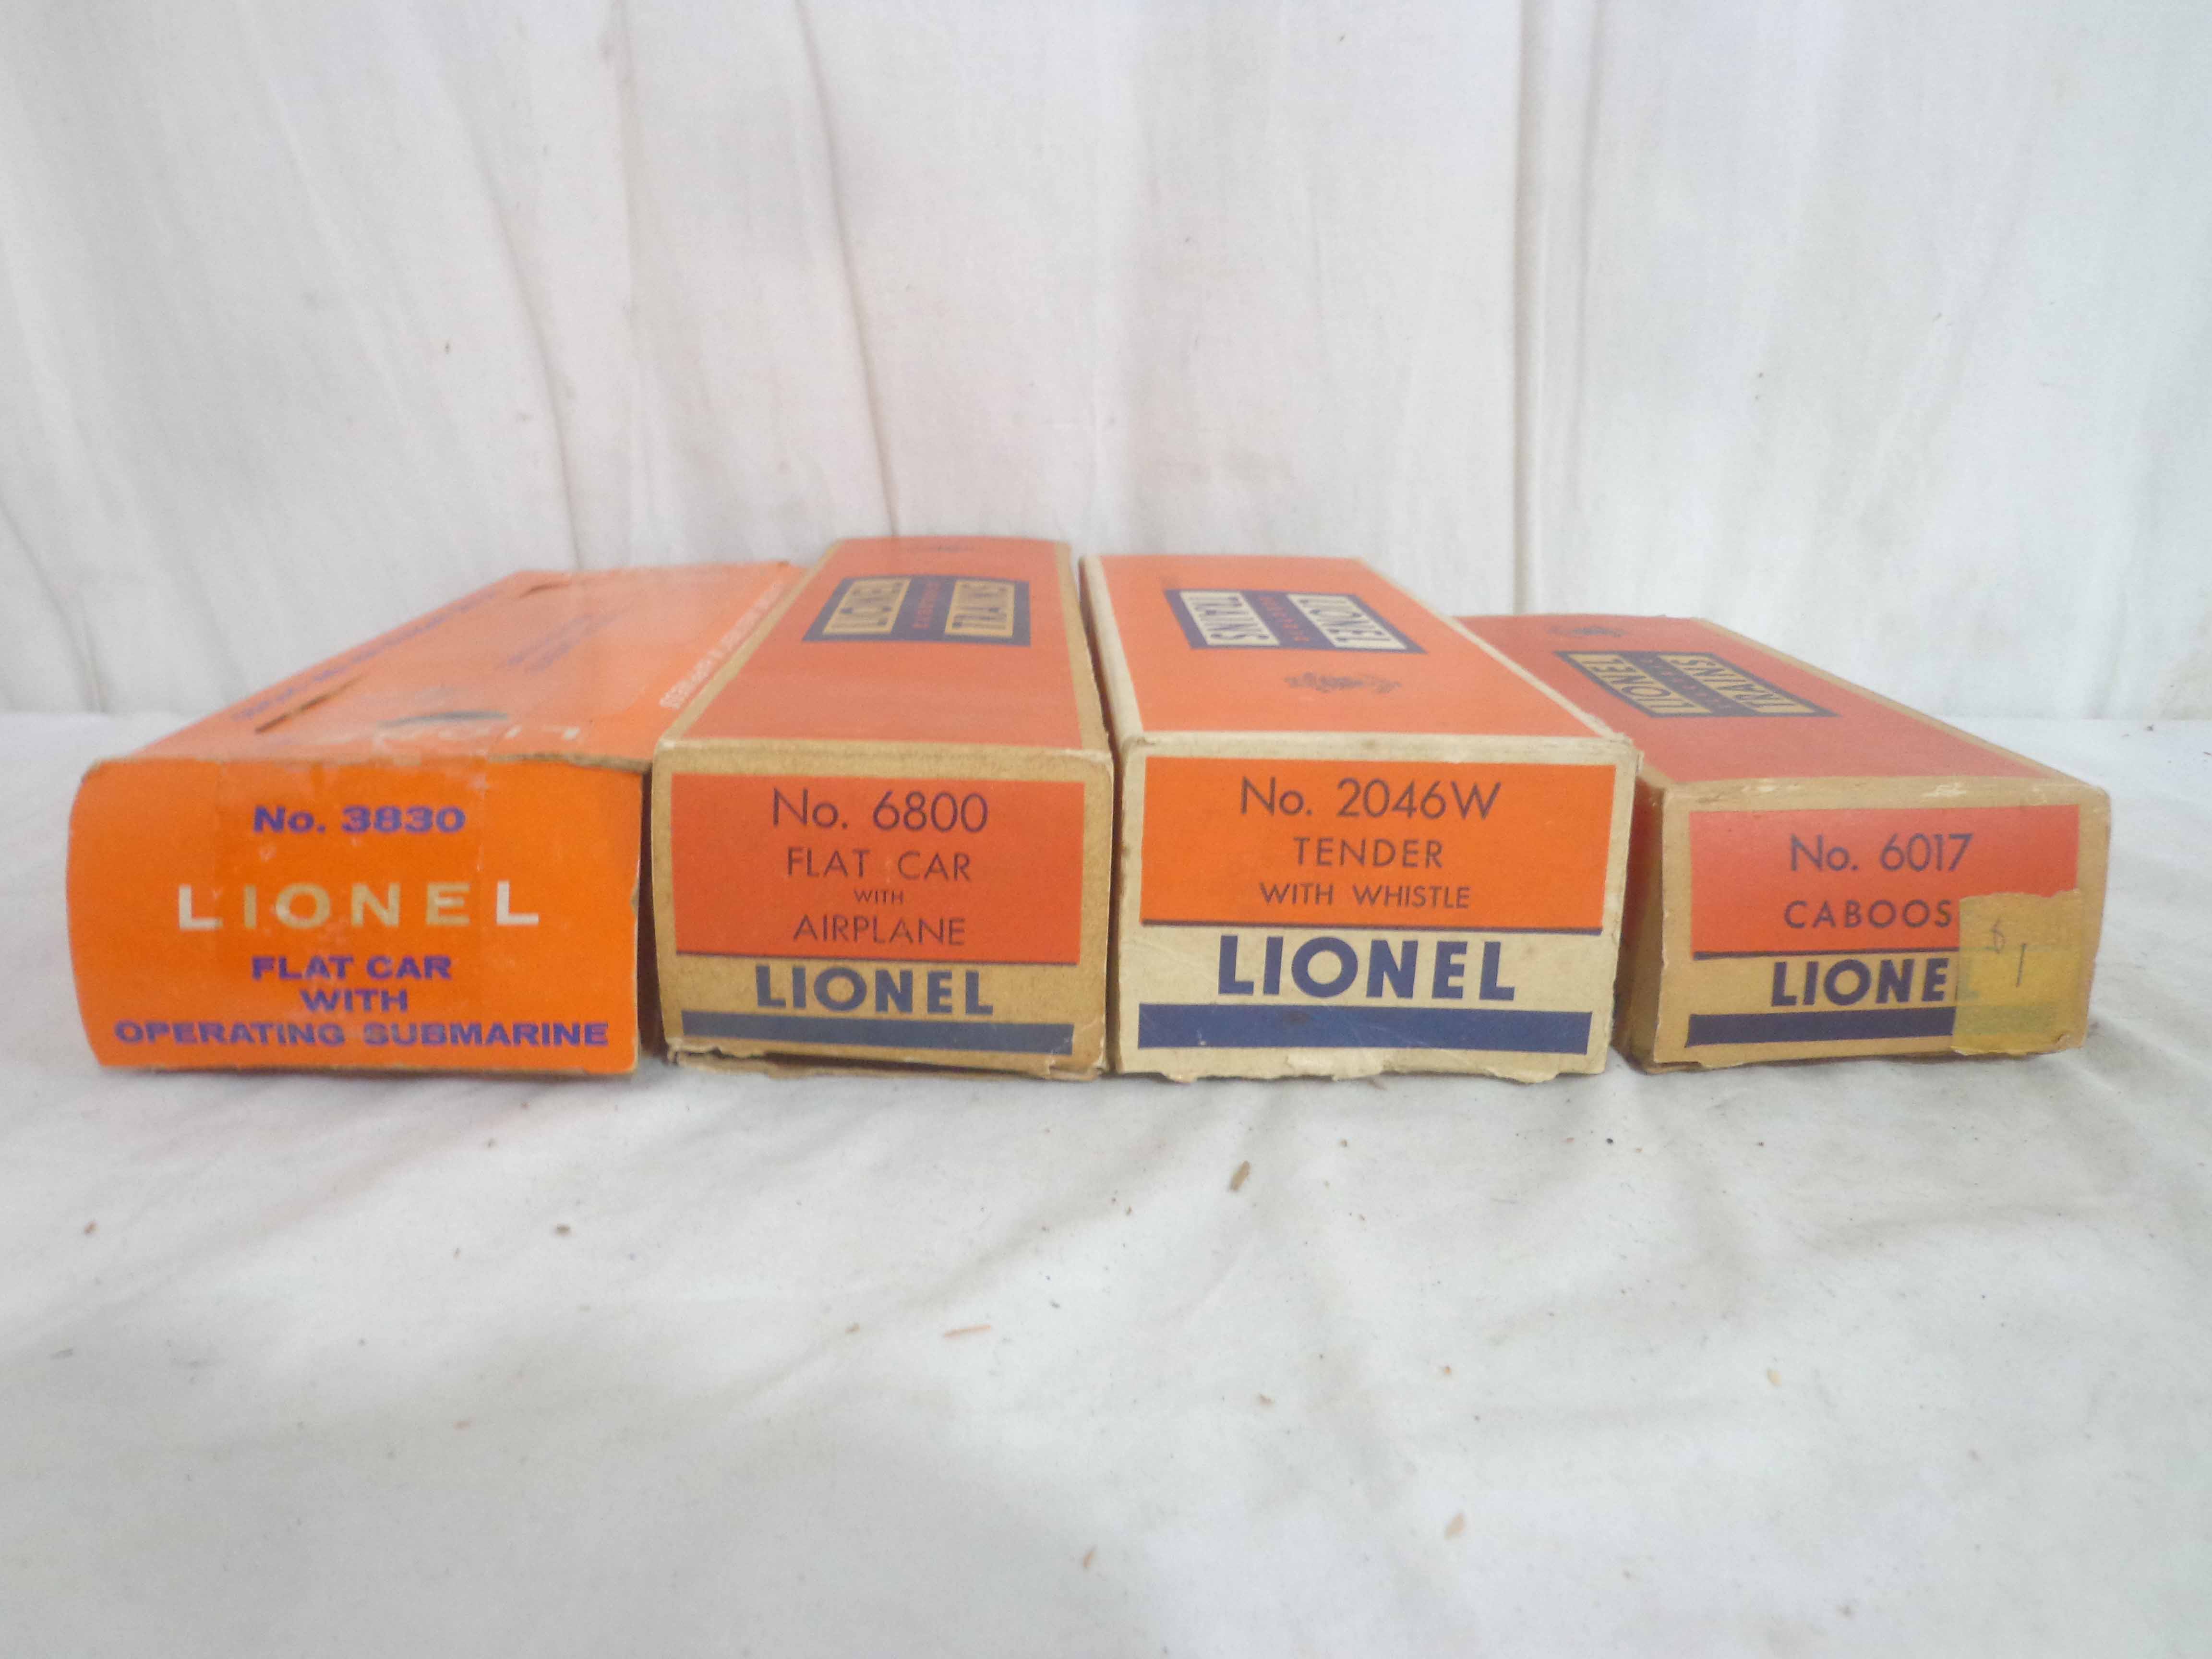 No. 3830
LIONEL
FLAT CAR
WITH
OPERATING SUBMARINE
LIONEL
TRAINS
No. 6800
FLAT CAR
WITH
AIRPLANE
LIONEL
LIONEL
TRAINS
No. 2046W
TENDER
WITH WHISTLE
LIONEL
LIONEL
TRAINS
No. 6017
CABOOS
LIONE